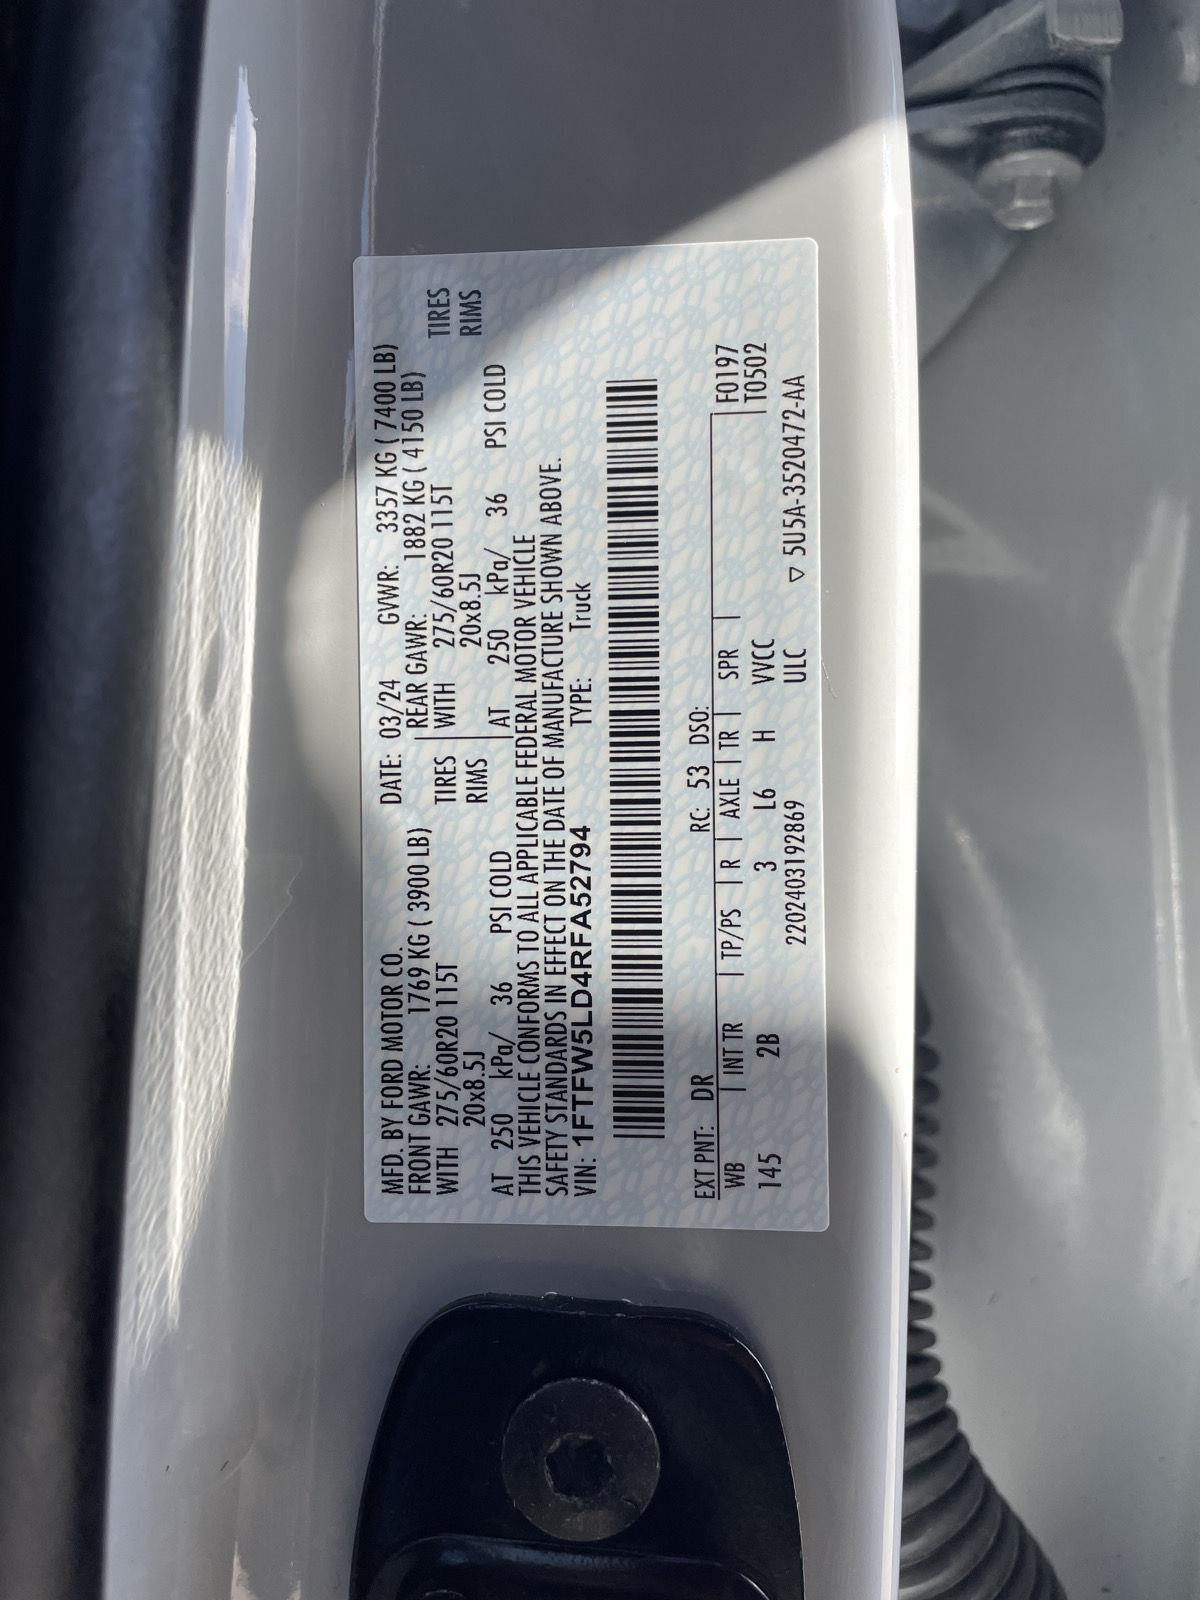 MFD. BY FORD MOTOR CO. DATE: 03/24 GVWR: 3357 KG ( 7400 LB)
FRONT GAWR: 1769 KG ( 3900 LB) REAR GAWR: 1882 KG ( 4150 LB)
WITH 275/60R20 115T TIRES WITH 275/60R20 115T TIRES
20x8.5J RIMS 20x8.5J RIMS
AT 250 kPa/ 36 PSI COLD AT 250 kPa/ 36 PSI COLD
THIS VEHICLE CONFORMS TO ALL APPLICABLE FEDERAL MOTOR VEHICLE
SAFETY STANDARDS IN EFFECT ON THE DATE OF MANUFACTURE SHOWN ABOVE.
VIN: 1FTFW5LD4RFA52794 TYPE: Truck
EXT PNT: DR RC: 53 DSO: F0197
WB | INT TR | TP/PS | R | AXLE | TR | SPR | T0502
145 2B 3 L6 H VVCC
2202403192869 ULC ▽ 5U5A-3520472-AA